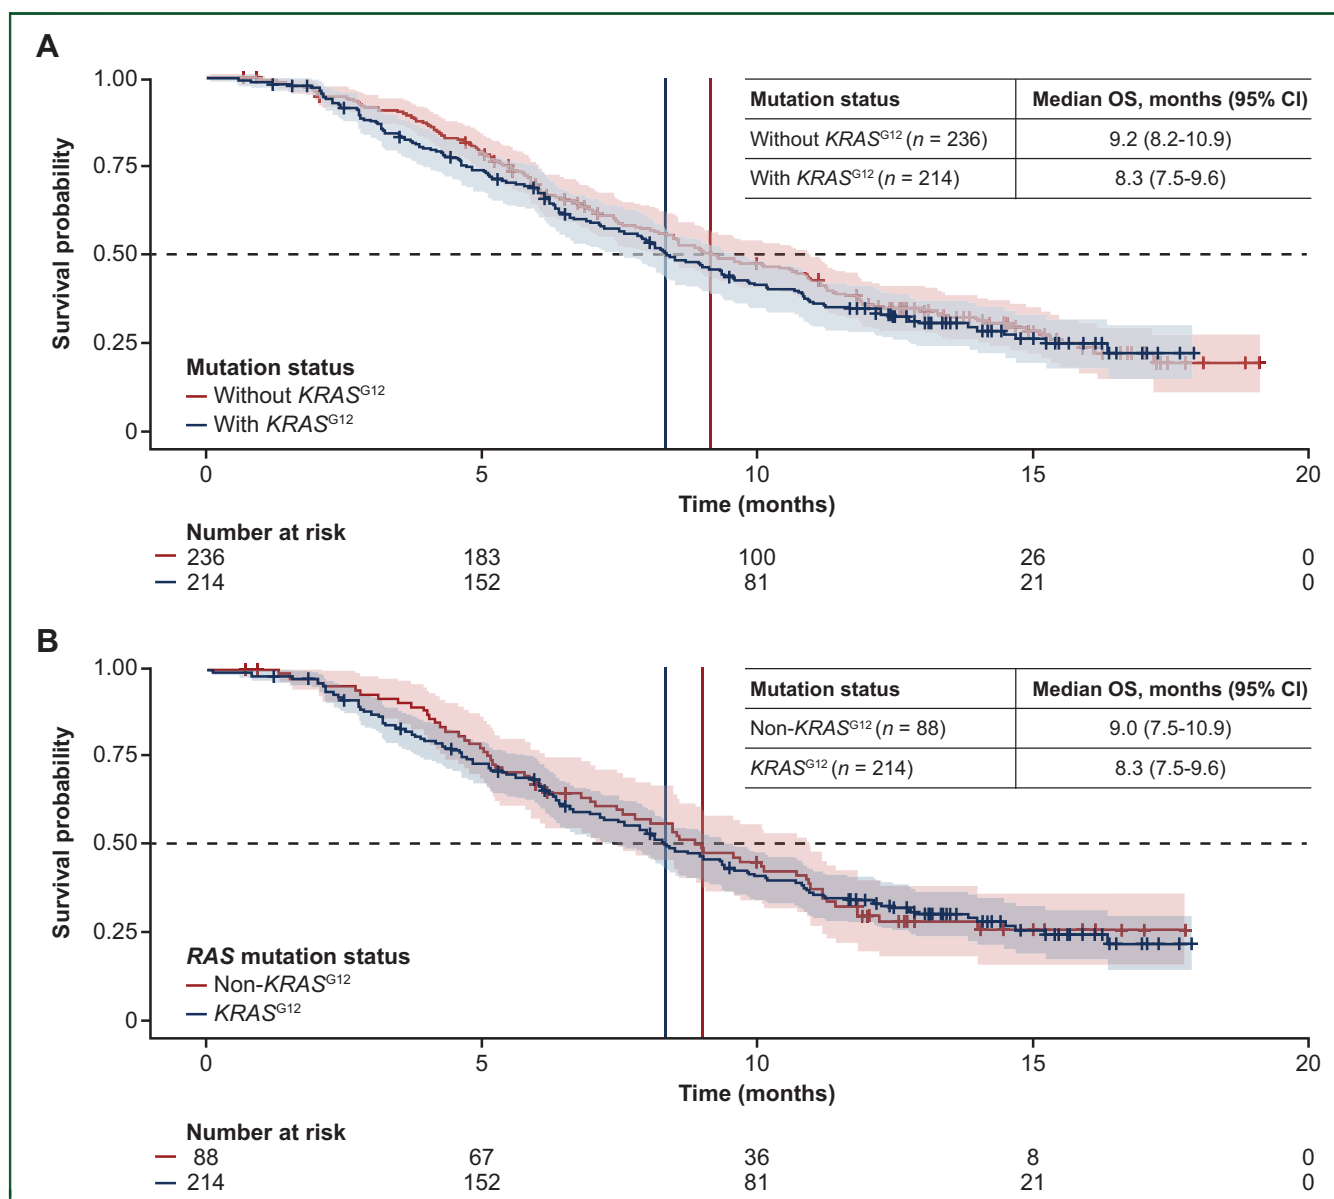 A
Survival probability
1.00
0.75
0.50
0.25
0
Mutation status Median OS, months (95% CI)
Without KRASG12 (n = 236) 9.2 (8.2-10.9)
With KRASG12 (n = 214) 8.3 (7.5-9.6)
Mutation status
Without KRASG12
With KRASG12
0 5 10 15 20
Time (months)
Number at risk
236 183 100 26 0
214 152 81 21 0
B
Survival probability
1.00
0.75
0.50
0.25
0
Mutation status Median OS, months (95% CI)
Non-KRASG12 (n = 88) 9.0 (7.5-10.9)
KRASG12 (n = 214) 8.3 (7.5-9.6)
RAS mutation status
Non-KRASG12
KRASG12
0 5 10 15 20
Time (months)
Number at risk
88 67 36 8 0
214 152 81 21 0